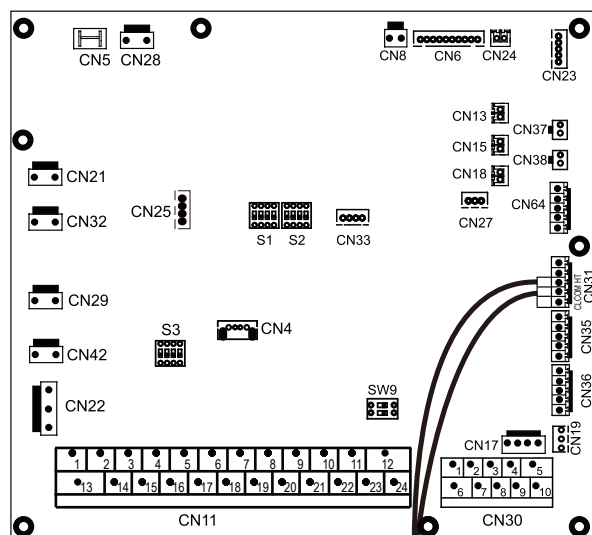 CN5 CN28 CN8 CN6 CN24 CN23
CN13 CN37
CN15 CN38
CN21 CN18
CN32 CN25 S1 S2 CN33 CN27 CN64
CN31
CLCOM HT
CN29
S3 CN4 CN35
CN42
CN22 SW9 CN36
CN17 CN19
1 2 3 4 5 6 7 8 9 10 11 12
13 14 15 16 17 18 19 20 21 22 23 24
CN11
1 2 3 4 5
6 7 8 9 10
CN30